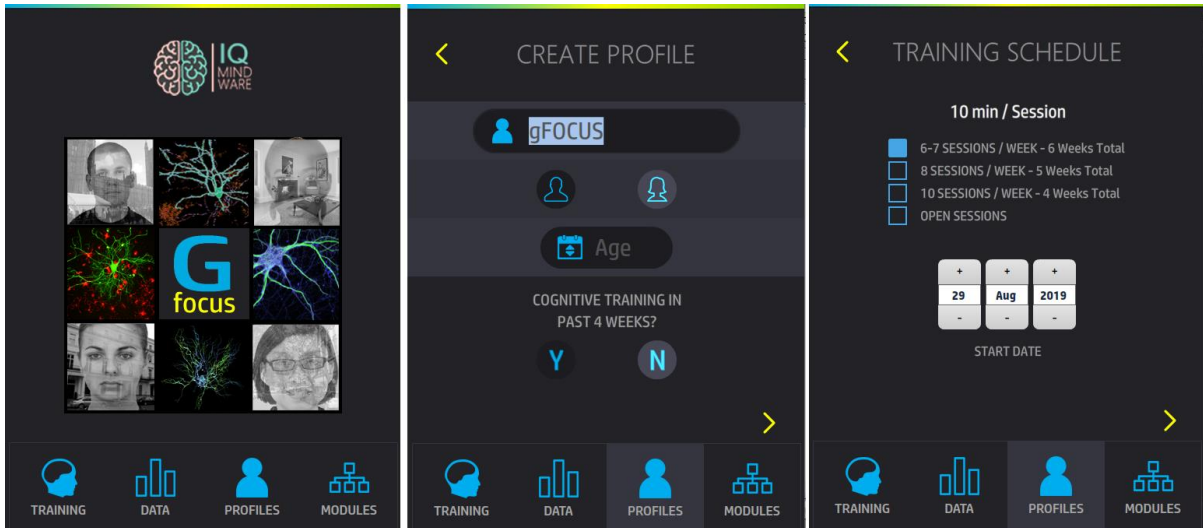 IQ
MIND
WARE
G
focus
TRAINING
DATA
PROFILES
MODULES
CREATE PROFILE
gFOCUS
Age
COGNITIVE TRAINING IN
PAST 4 WEEKS?
Y
N
TRAINING
DATA
PROFILES
MODULES
TRAINING SCHEDULE
10 min / Session
6-7 SESSIONS / WEEK - 6 Weeks Total
8 SESSIONS / WEEK - 5 Weeks Total
10 SESSIONS / WEEK - 4 Weeks Total
OPEN SESSIONS
+ + +
29 Aug 2019
- - -
START DATE
TRAINING
DATA
PROFILES
MODULES